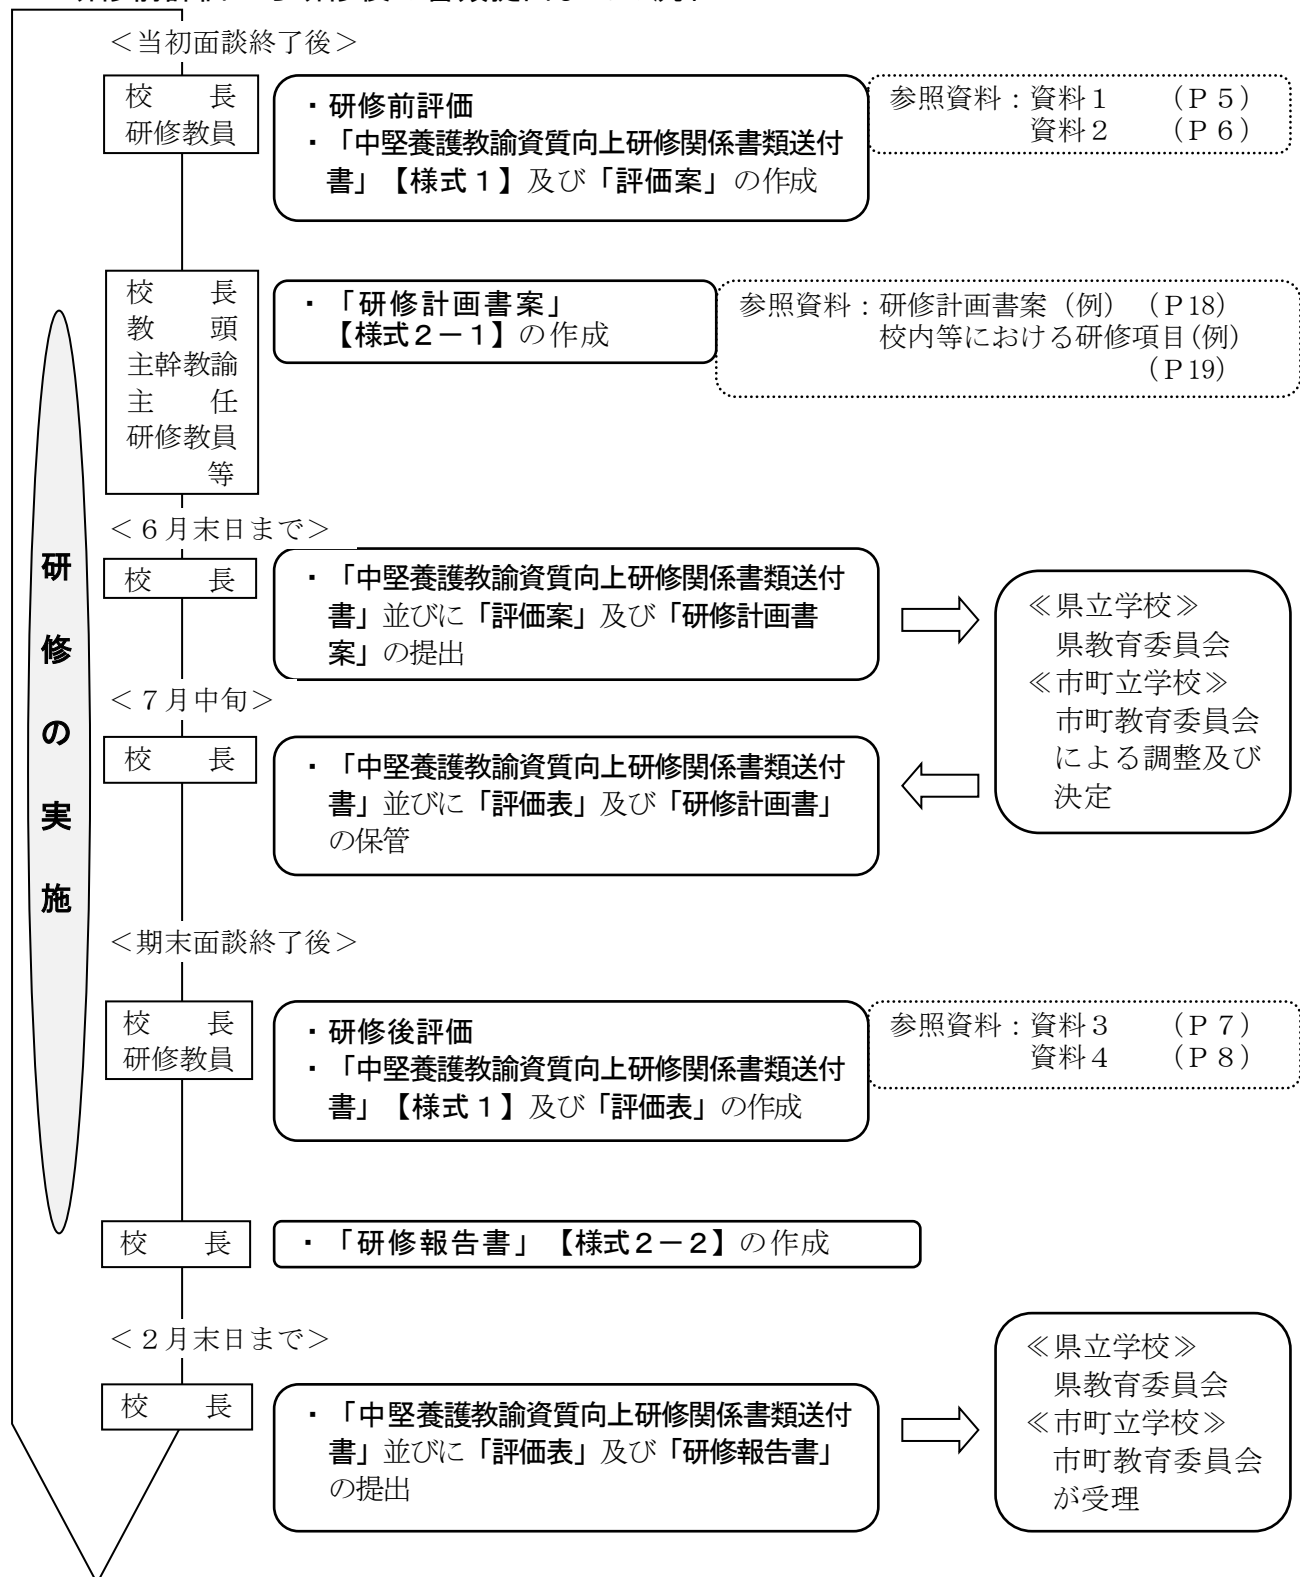 ＜当初面談終了後＞
校　　長
研修教員
・研修前評価
・「中堅養護教諭資質向上研修関係書類送付
書」【様式１】及び「評価案」の作成
参照資料：資料１　　（Ｐ５）
資料２　　（Ｐ６）
校　　長
教　　頭
主幹教諭
主　　任
研修教員
等
・「研修計画書案」
【様式２－１】の作成
参照資料：研修計画書案（例）（Ｐ18）
校内等における研修項目(例)
（Ｐ19）
研修の実施
＜６月末日まで＞
校　　長
・「中堅養護教諭資質向上研修関係書類送付
書」並びに「評価案」及び「研修計画書
案」の提出
≪県立学校≫
県教育委員会
≪市町立学校≫
市町教育委員会
による調整及び
決定
＜７月中旬＞
校　　長
・「中堅養護教諭資質向上研修関係書類送付
書」並びに「評価表」及び「研修計画書」
の保管
＜期末面談終了後＞
校　　長
研修教員
・研修後評価
・「中堅養護教諭資質向上研修関係書類送付
書」【様式１】及び「評価表」の作成
参照資料：資料３　　（Ｐ７）
資料４　　（Ｐ８）
校　　長
・「研修報告書」【様式２－２】の作成
＜２月末日まで＞
校　　長
・「中堅養護教諭資質向上研修関係書類送付
書」並びに「評価表」及び「研修報告書」
の提出
≪県立学校≫
県教育委員会
≪市町立学校≫
市町教育委員会
が受理